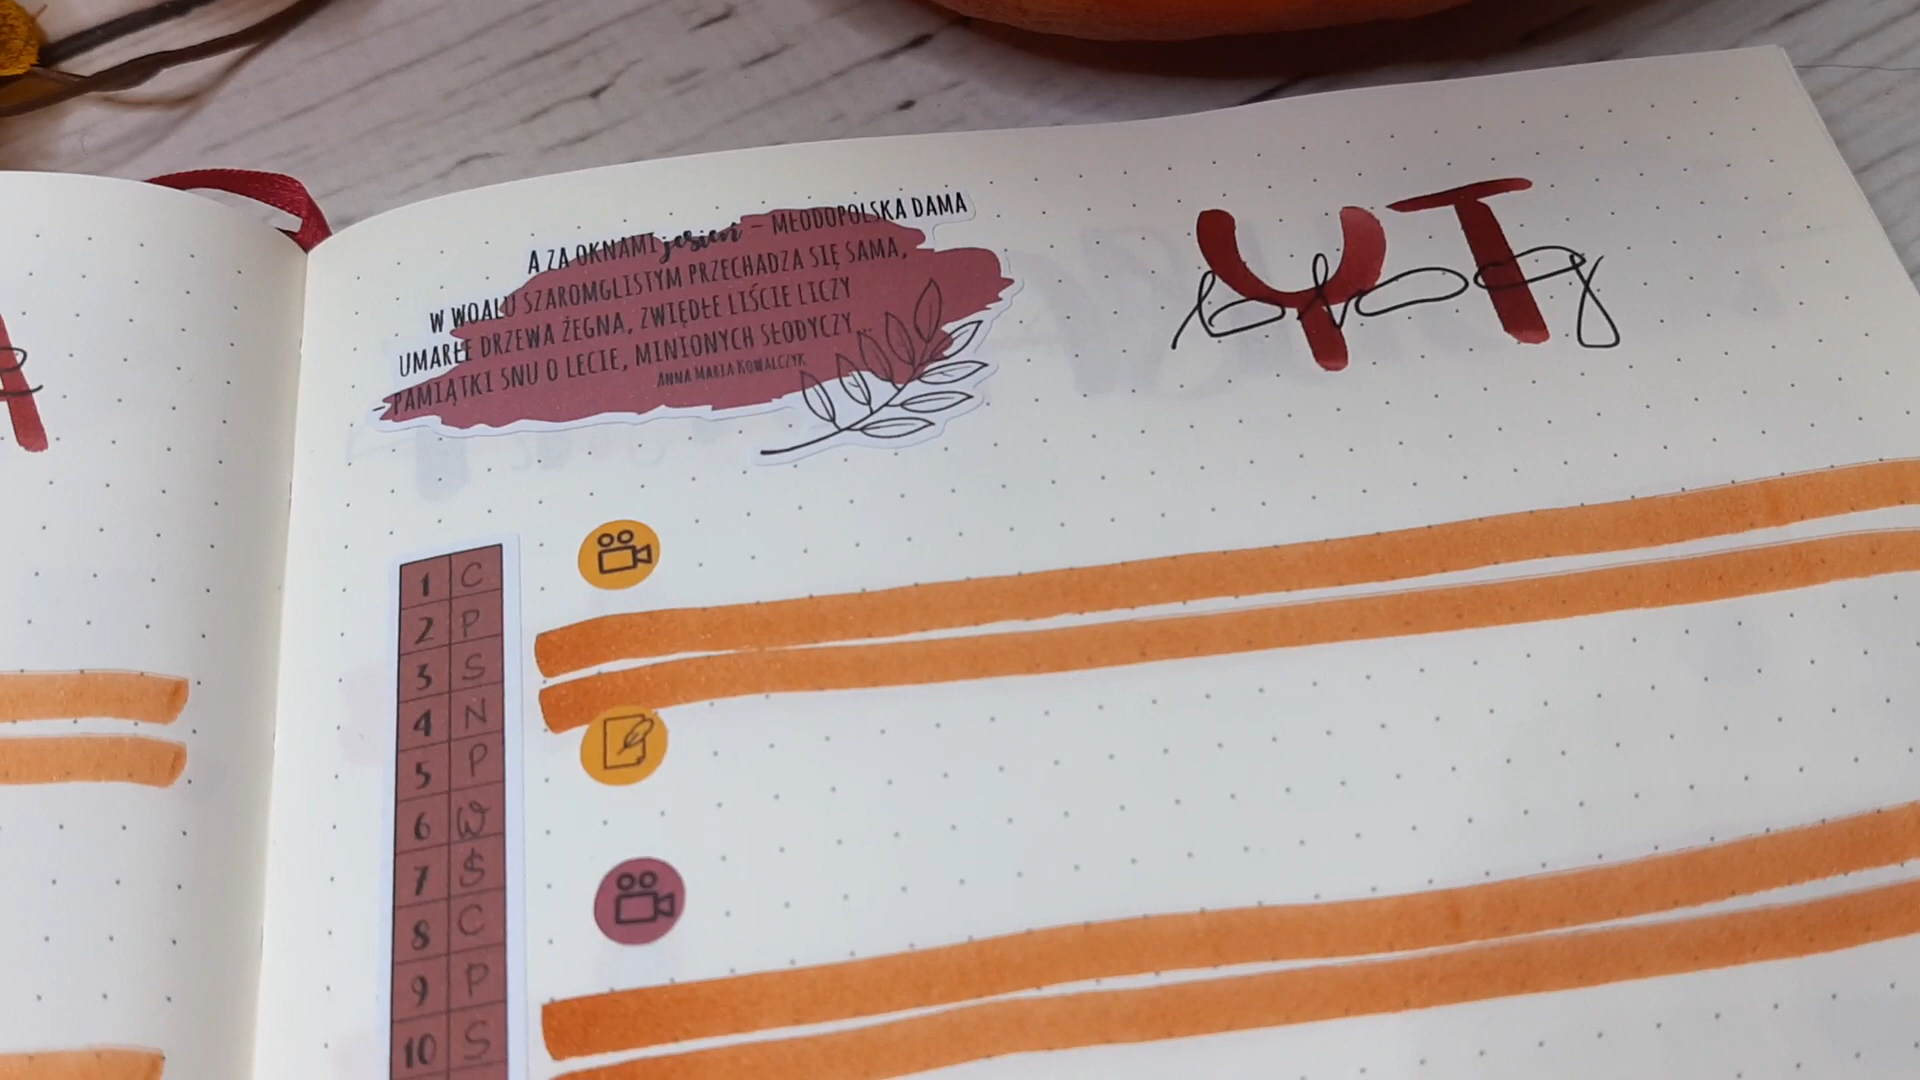 A ZA OKNAMI jesień – MŁODOPOLSKA DAMA
W WOALU SZAROMGLISTYM PRZECHADZA SIĘ SAMA,
UMARŁE DRZEWA ŻEGNA, ZWIĘDŁE LIŚCIE LICZY
- PAMIĄTKI SNU O LECIE, MINIONYCH SŁODYCZY...
ANNA MARIA KOWALCZYK
YT
blog
1 C
2 P
3 S
4 N
5 P
6 W
7 Ś
8 C
9 P
10 S